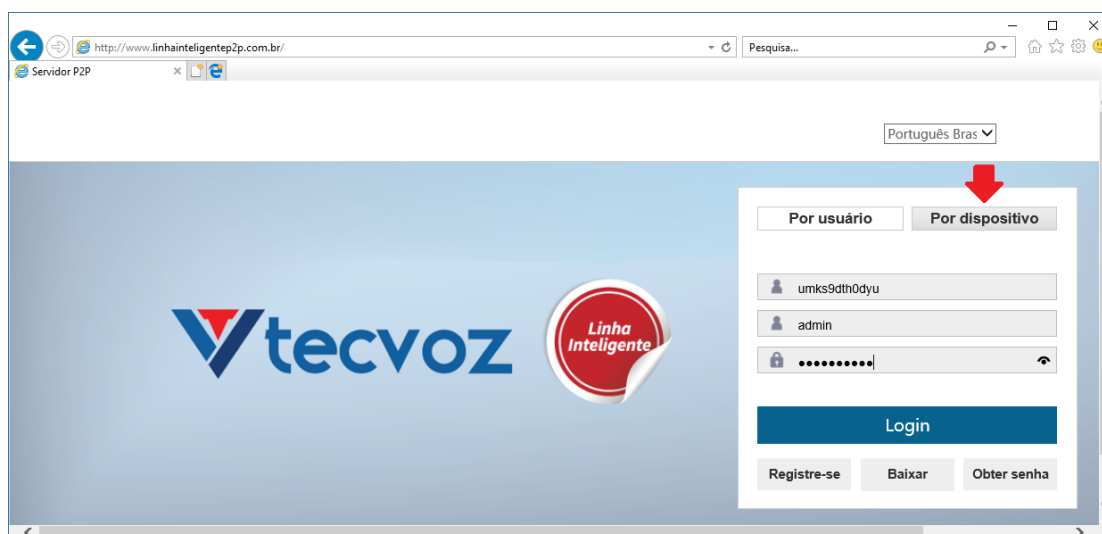 http://www.linhainteligentep2p.com.br/
Pesquisa...
Servidor P2P
Português Bras
Por usuário
Por dispositivo
umks9dth0dyu
admin
••••••••••
tecvoz
Linha
Inteligente
Login
Registre-se
Baixar
Obter senha